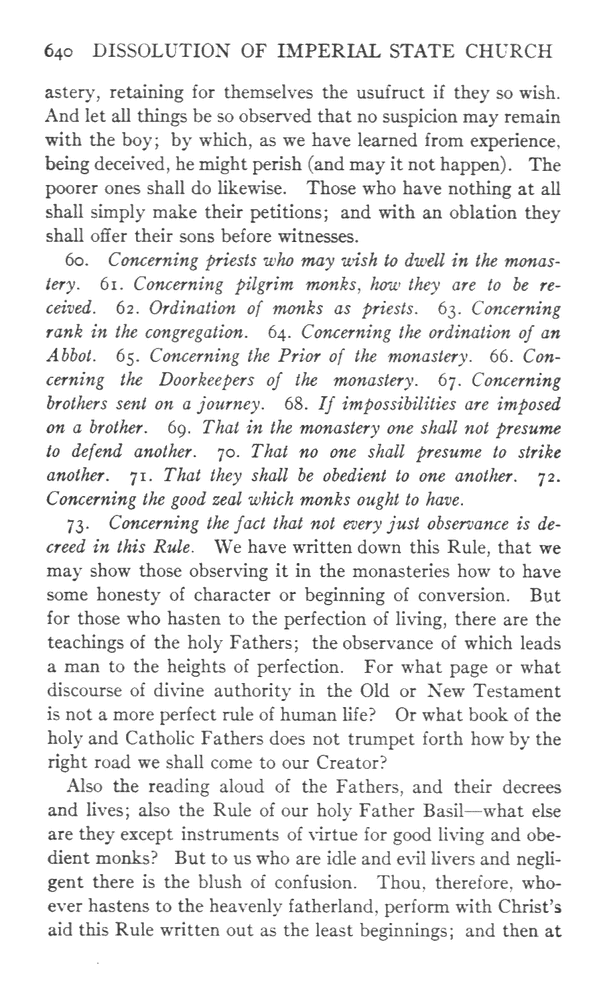 640 DISSOLUTION OF IMPERIAL STATE CHURCH
astery, retaining for themselves the usufruct if they so wish.
And let all things be so observed that no suspicion may remain
with the boy; by which, as we have learned from experience,
being deceived, he might perish (and may it not happen). The
poorer ones shall do likewise. Those who have nothing at all
shall simply make their petitions; and with an oblation they
shall offer their sons before witnesses.
60. Concerning priests who may wish to dwell in the monas-
tery. 61. Concerning pilgrim monks, how they are to be re-
ceived. 62. Ordination of monks as priests. 63. Concerning
rank in the congregation. 64. Concerning the ordination of an
Abbot. 65. Concerning the Prior of the monastery. 66. Con-
cerning the Doorkeepers of the monastery. 67. Concerning
brothers sent on a journey. 68. If impossibilities are imposed
on a brother. 69. That in the monastery one shall not presume
to defend another. 70. That no one shall presume to strike
another. 71. That they shall be obedient to one another. 72.
Concerning the good zeal which monks ought to have.
73. Concerning the fact that not every just observance is de-
creed in this Rule. We have written down this Rule, that we
may show those observing it in the monasteries how to have
some honesty of character or beginning of conversion. But
for those who hasten to the perfection of living, there are the
teachings of the holy Fathers; the observance of which leads
a man to the heights of perfection. For what page or what
discourse of divine authority in the Old or New Testament
is not a more perfect rule of human life? Or what book of the
holy and Catholic Fathers does not trumpet forth how by the
right road we shall come to our Creator?
Also the reading aloud of the Fathers, and their decrees
and lives; also the Rule of our holy Father Basil—what else
are they except instruments of virtue for good living and obe-
dient monks? But to us who are idle and evil livers and negli-
gent there is the blush of confusion. Thou, therefore, who-
ever hastens to the heavenly fatherland, perform with Christ's
aid this Rule written out as the least beginnings; and then at